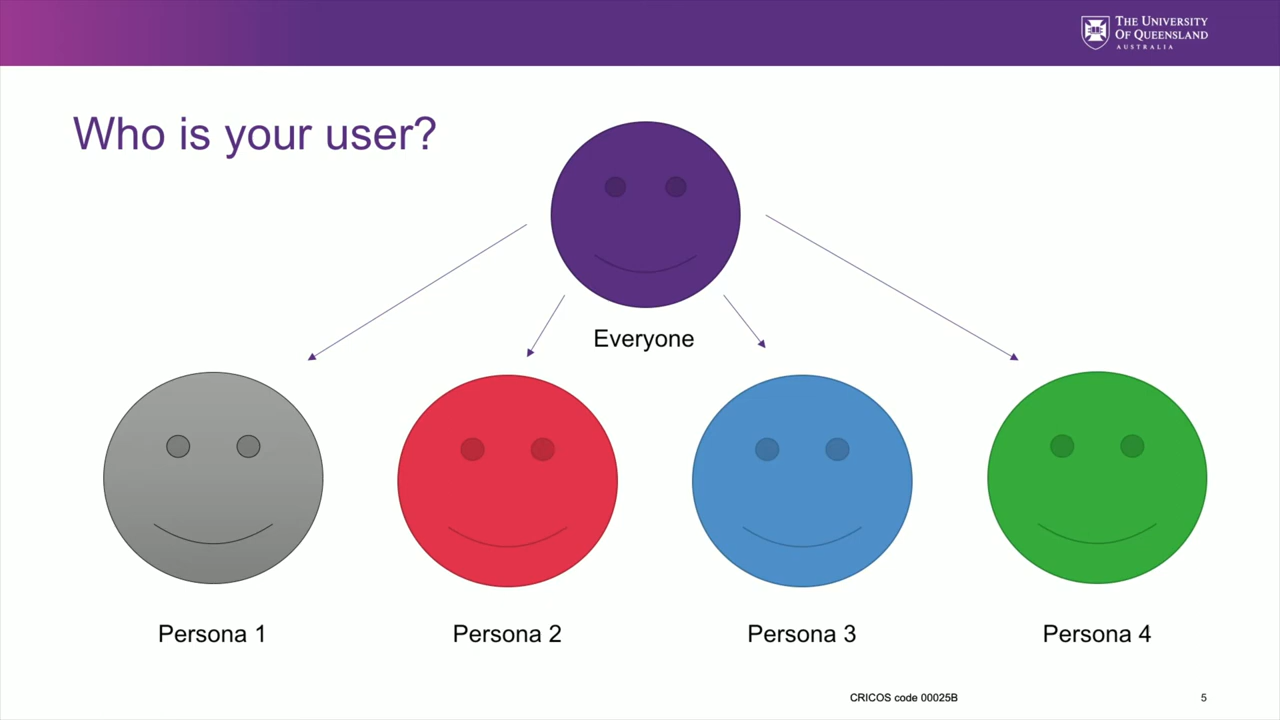 THE UNIVERSITY
OF QUEENSLAND
AUSTRALIA
Who is your user?
Everyone
Persona 1
Persona 2
Persona 3
Persona 4
CRICOS code 00025B
5